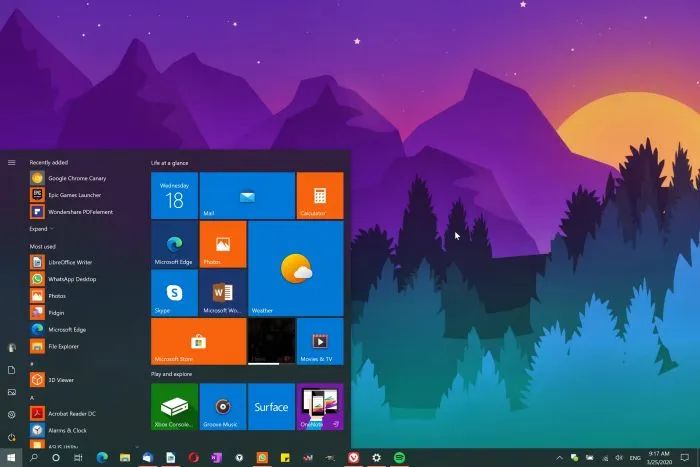 Recently added
Google Chrome Canary
Epic Games Launcher
Wondershare PDFelement
Expand
Most used
LibreOffice Writer
WhatsApp Desktop
Photos
Pidgin
Microsoft Edge
File Explorer
#
3D Viewer
A
Acrobat Reader DC
Alarms & Clock
ASUS Utility
Life at a glance
Wednesday
18
Mail
Calculator
Microsoft Edge
Photos
Weather
Skype
Microsoft Wo...
Microsoft Store
Movies & TV
Play and explore
Xbox Console...
Groove Music
Surface
OneNote
ENG
9:17 AM
3/25/2020